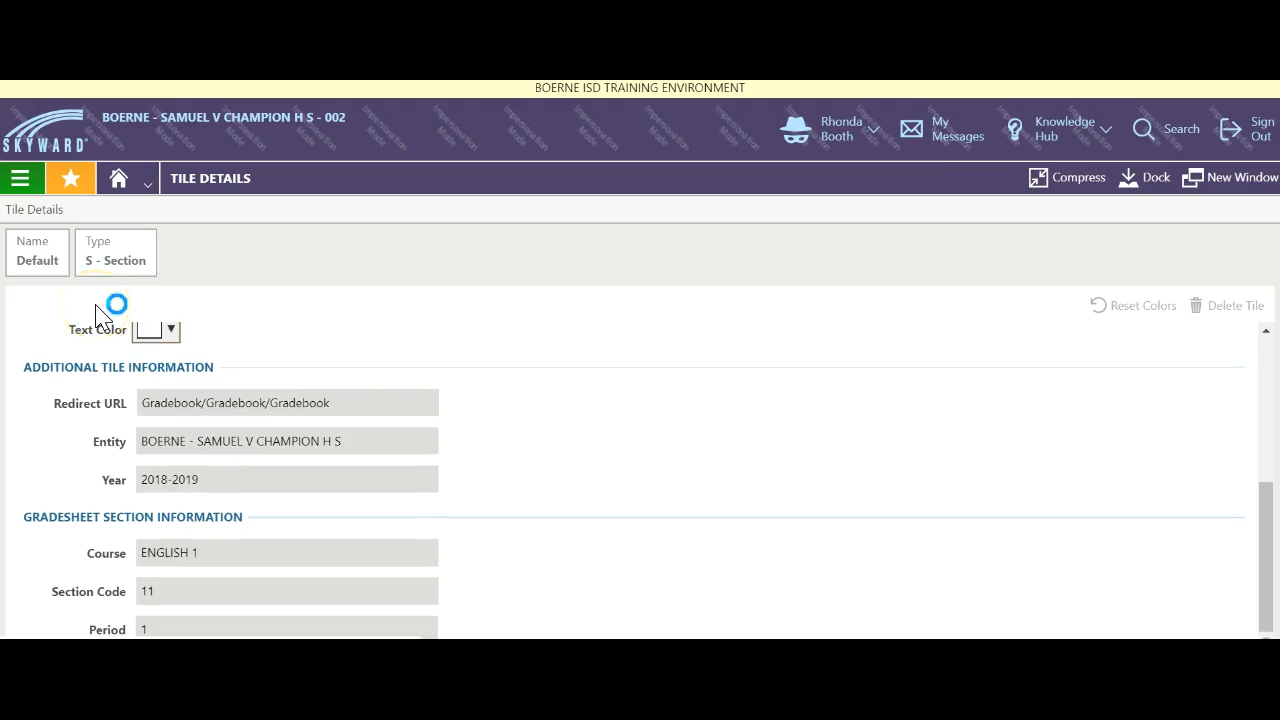 BOERNE ISD TRAINING ENVIRONMENT
SKYWARD
BOERNE - SAMUEL V CHAMPION H S - 002
Rhonda Booth
My Messages
Knowledge Hub
Search
Sign Out
TILE DETAILS
Compress
Dock
New Window
Tile Details
Name
Default
Type
S - Section
Reset Colors
Delete Tile
Text Color
ADDITIONAL TILE INFORMATION
Redirect URL Gradebook/Gradebook/Gradebook
Entity BOERNE - SAMUEL V CHAMPION H S
Year 2018-2019
GRADESHEET SECTION INFORMATION
Course ENGLISH 1
Section Code 11
Period 1